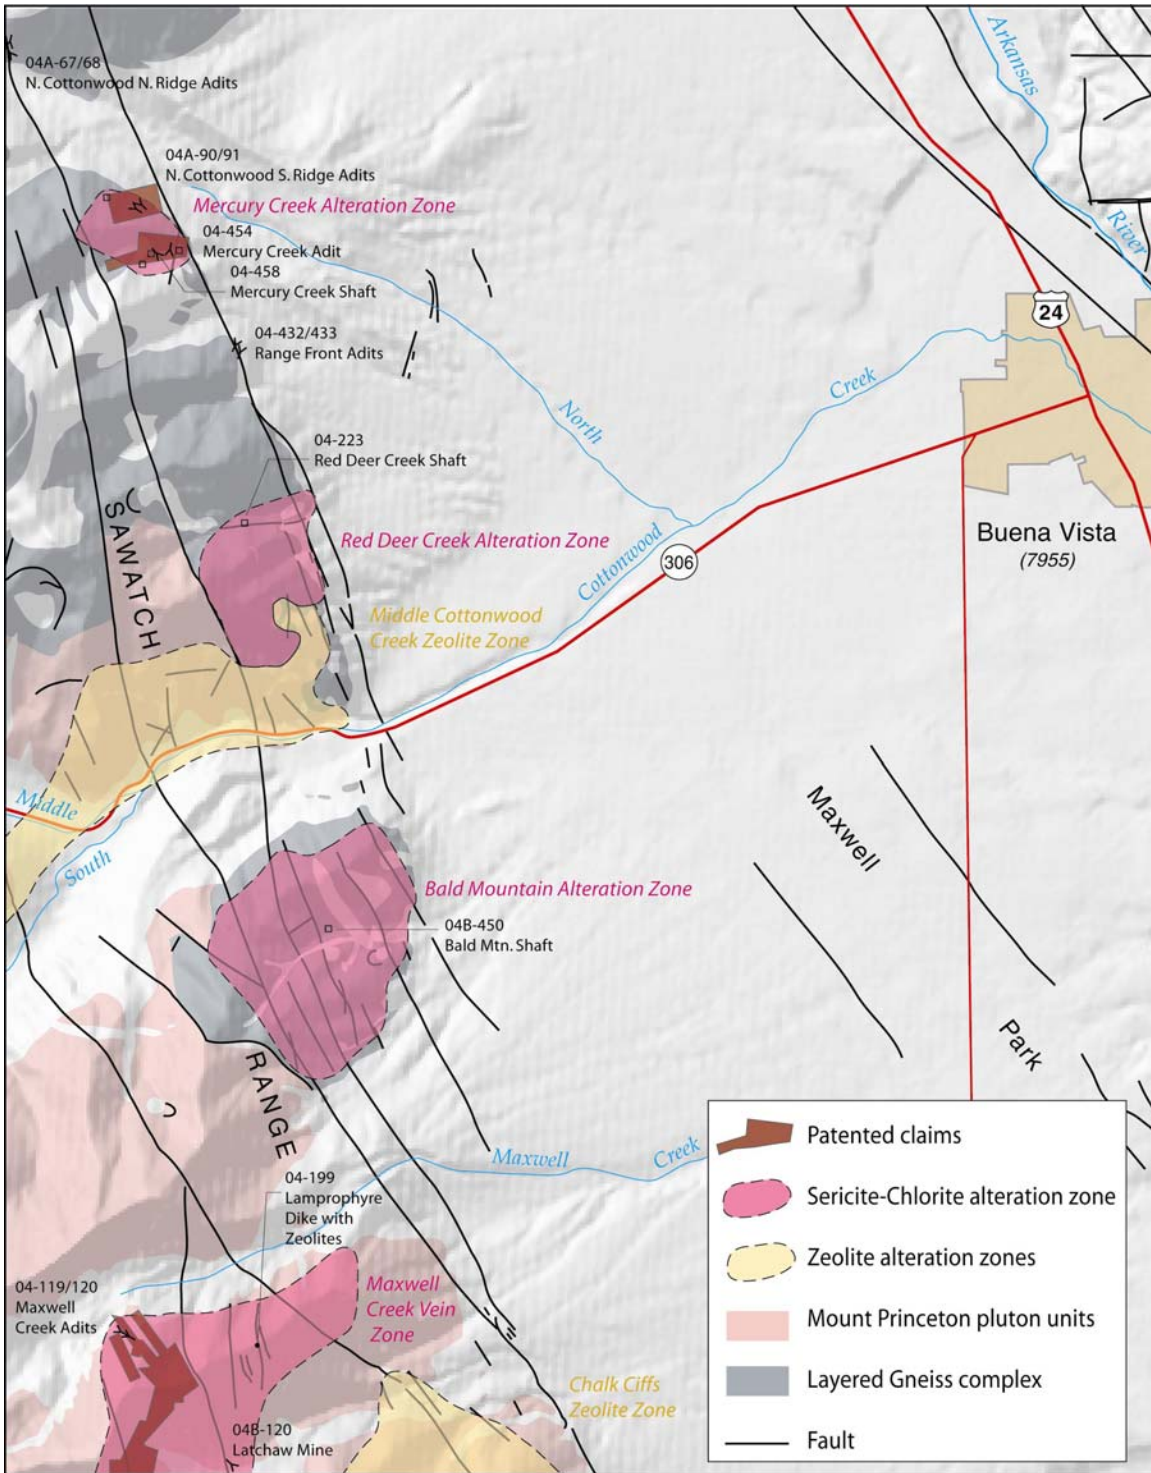 Arkansas
River
04A-67/68
N. Cottonwood N. Ridge Adits
04A-90/91
N. Cottonwood S. Ridge Adits
Mercury Creek Alteration Zone
04-454
Mercury Creek Adit
04-458
Mercury Creek Shaft
24
04-432/433
Range Front Adits
North
Creek
04-223
Red Deer Creek Shaft
SAWATCH
Red Deer Creek Alteration Zone
Cottonwood
306
Buena Vista
(7955)
Middle Cottonwood
Creek Zeolite Zone
Middle
South
Maxwell
Bald Mountain Alteration Zone
04B-450
Bald Mtn. Shaft
Park
RANGE
Maxwell
Creek
04-199
Lamprophyre
Dike with
Zeolites
04-119/120
Maxwell
Creek Adits
Maxwell
Creek Vein
Zone
Chalk Ciffs
Zeolite Zone
04B-120
Latchaw Mine
Patented claims
Sericite-Chlorite alteration zone
Zeolite alteration zones
Mount Princeton pluton units
Layered Gneiss complex
Fault